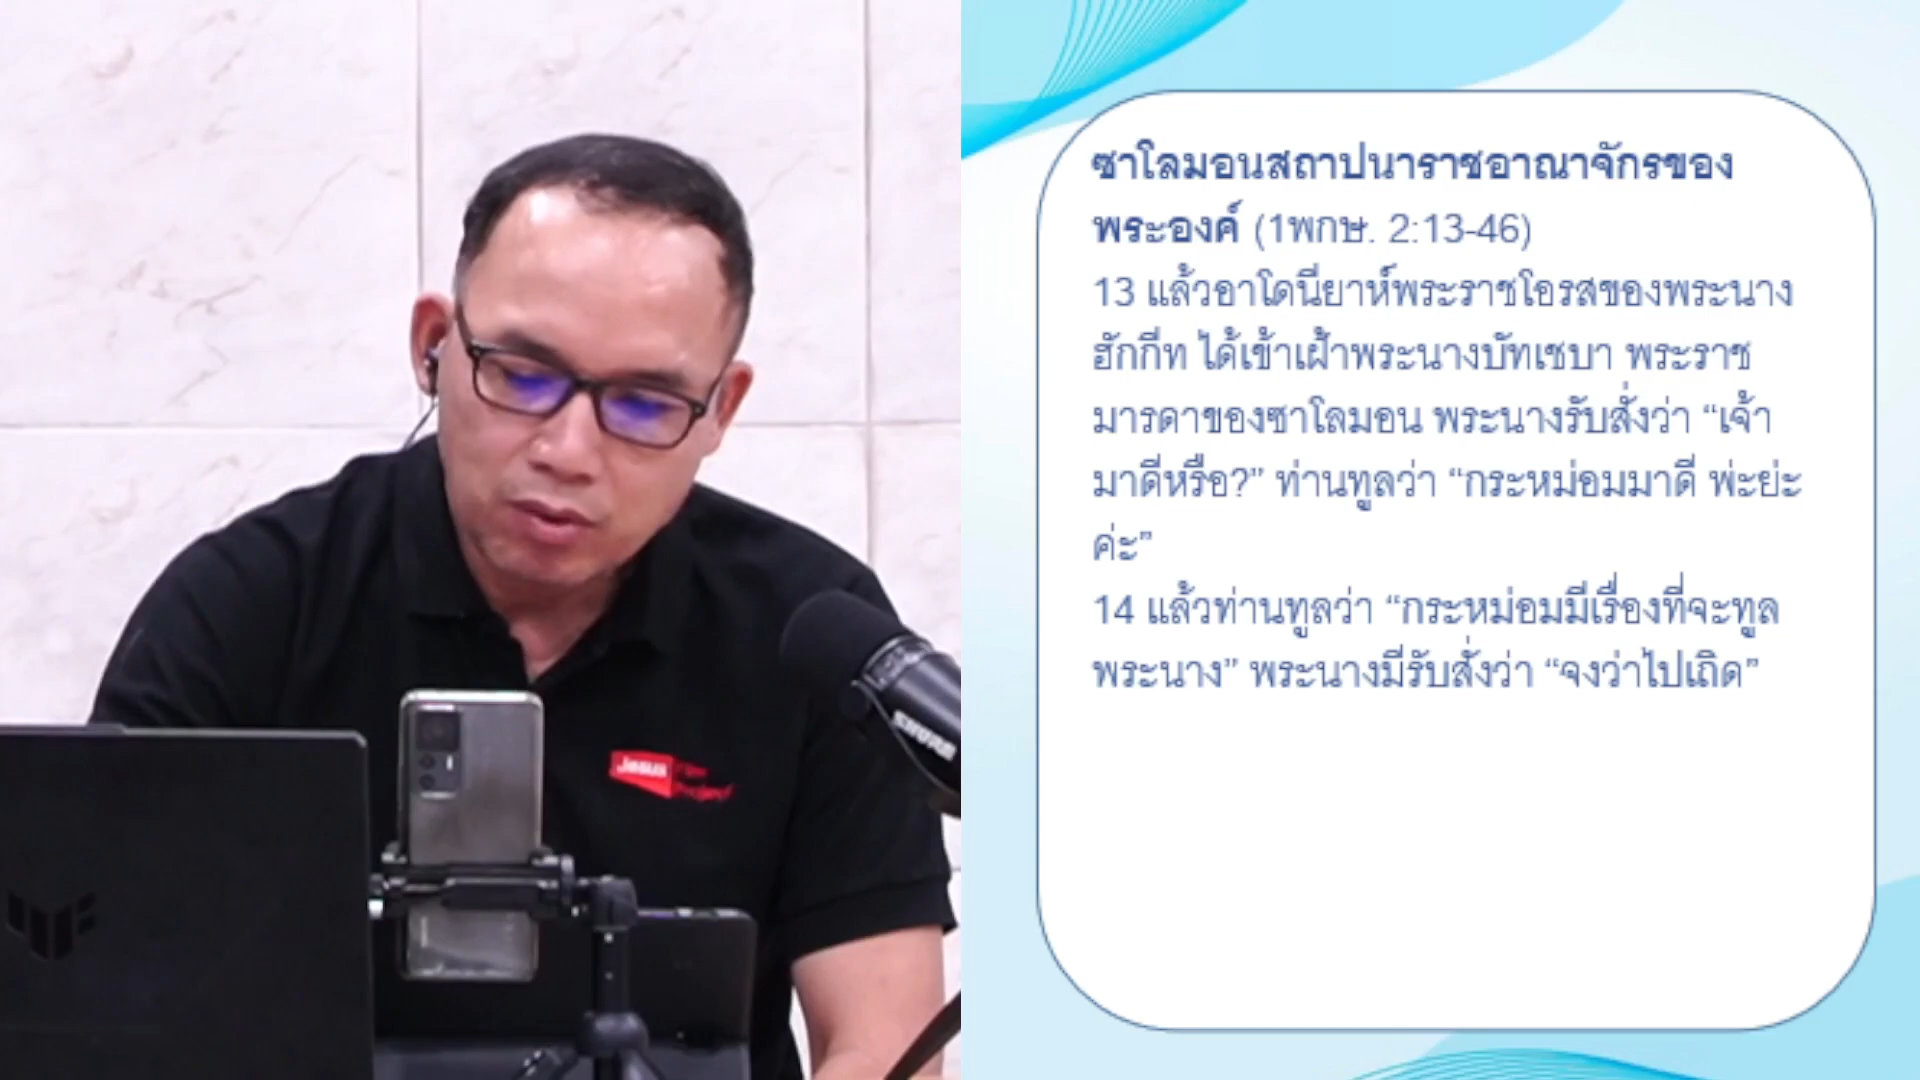 ซาโลมอนสถาปนาราชอาณาจักรของ
พระองค์ (1พกษ. 2:13-46)
13 แล้วอาโดนียาห์พระราชโอรสของพระนาง
ฮักกีท ได้เข้าเฝ้าพระนางบัทเชบา พระราช
มารดาของซาโลมอน พระนางรับสั่งว่า “เจ้า
มาดีหรือ?” ท่านทูลว่า “กระหม่อมมาดี พ่ะย่ะ
ค่ะ”
14 แล้วท่านทูลว่า “กระหม่อมมีเรื่องที่จะทูล
พระนาง” พระนางมีรับสั่งว่า “จงว่าไปเถิด”
SHURE
Jesus
Project